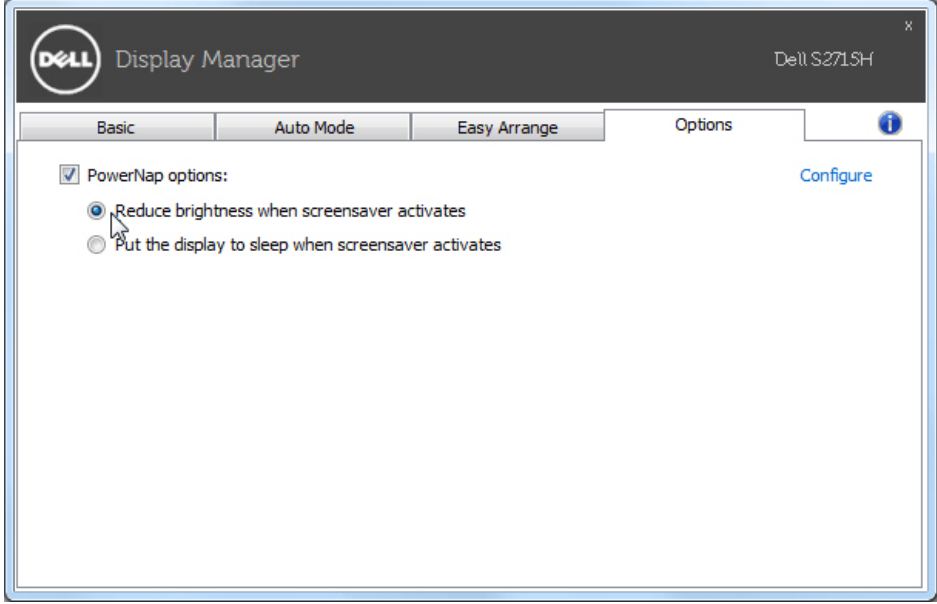 x
DELL Display Manager
Dell S2715H
Basic Auto Mode Easy Arrange Options i
PowerNap options: Configure
Reduce brightness when screensaver activates
Put the display to sleep when screensaver activates